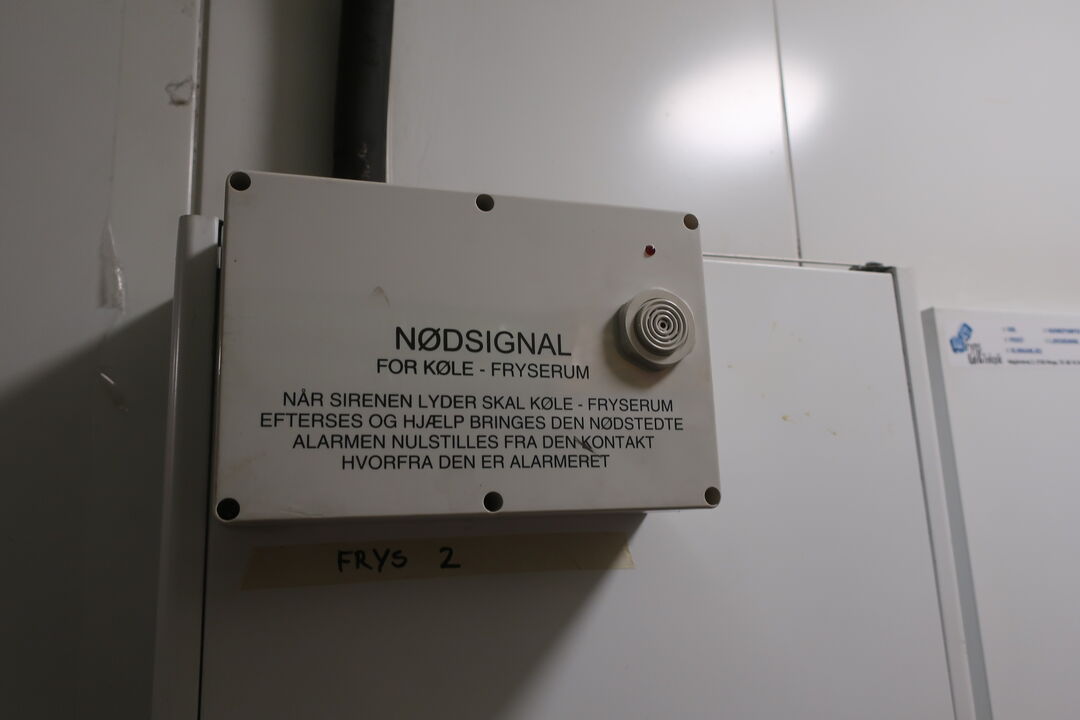 NØDSIGNAL
FOR KØLE - FRYSERUM
NÅR SIRENEN LYDER SKAL KØLE - FRYSERUM
EFTERSES OG HJÆLP BRINGES DEN NØDSTEDTE
ALARMEN NULSTILLES FRA DEN KONTAKT
HVORFRA DEN ER ALARMERET
FRYS 2